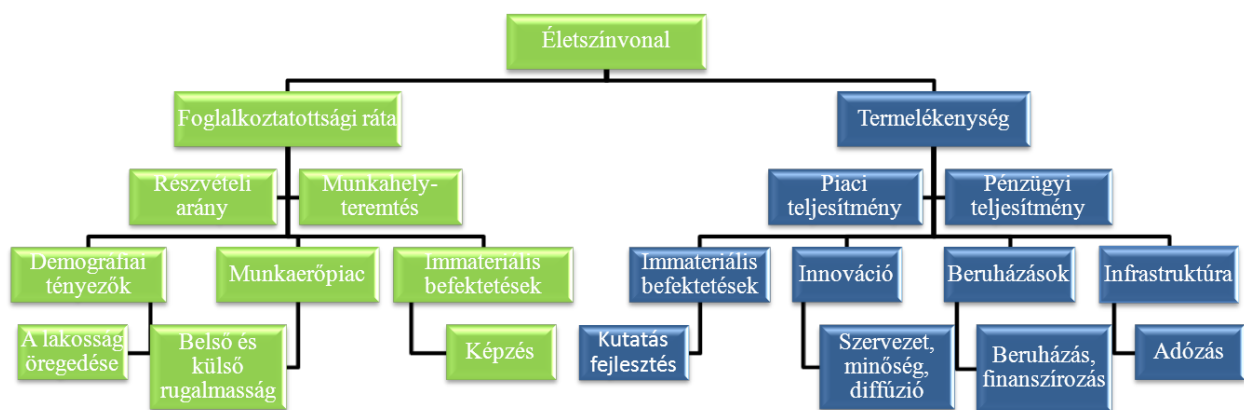 Életszínvonal
Foglalkoztatottsági ráta
Termelékenység
Részvételi
arány
Munkahely-
teremtés
Piaci
teljesítmény
Pénzügyi
teljesítmény
Demográfiai
tényezők
Munkaerőpiac
Immateriális
befektetések
Immateriális
befektetések
Innováció
Beruházások
Infrastruktúra
A lakosság
öregedése
Belső és
külső
rugalmasság
Képzés
Kutatás
fejlesztés
Szervezet,
minőség,
diffúzió
Beruházás,
finanszírozás
Adózás